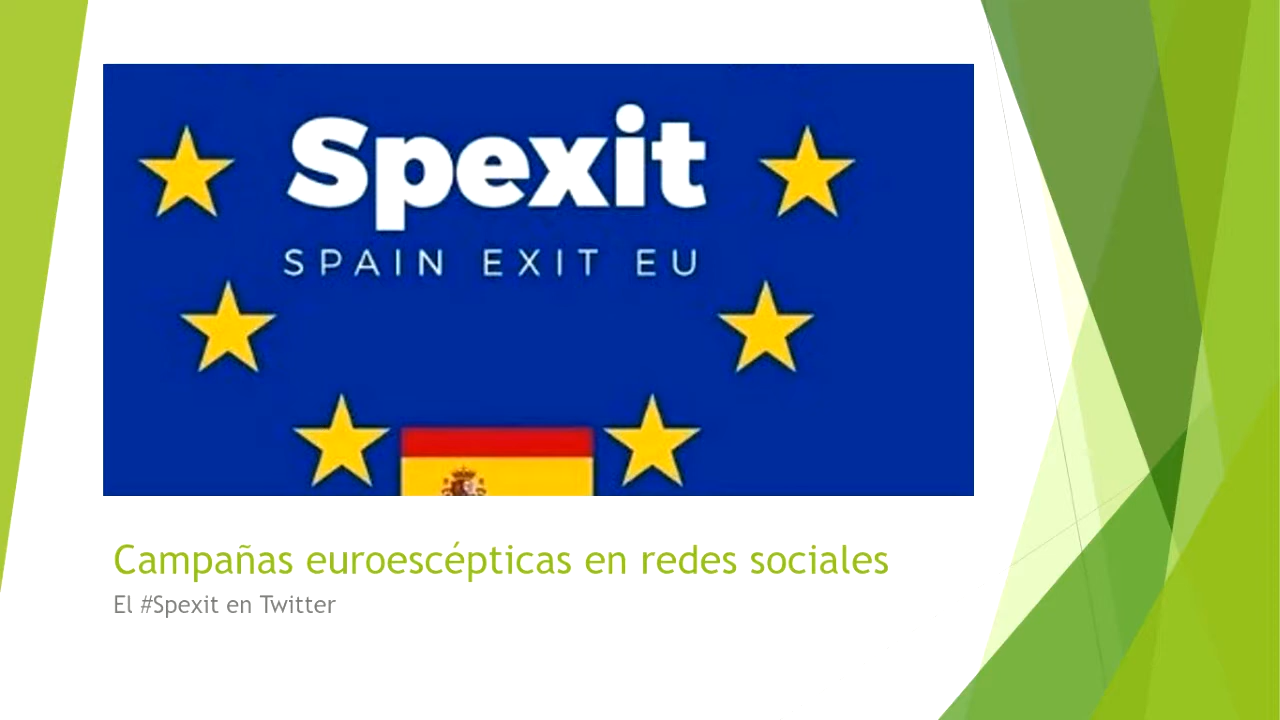 Spexit
SPAIN EXIT EU
Campañas euroescépticas en redes sociales
El #Spexit en Twitter